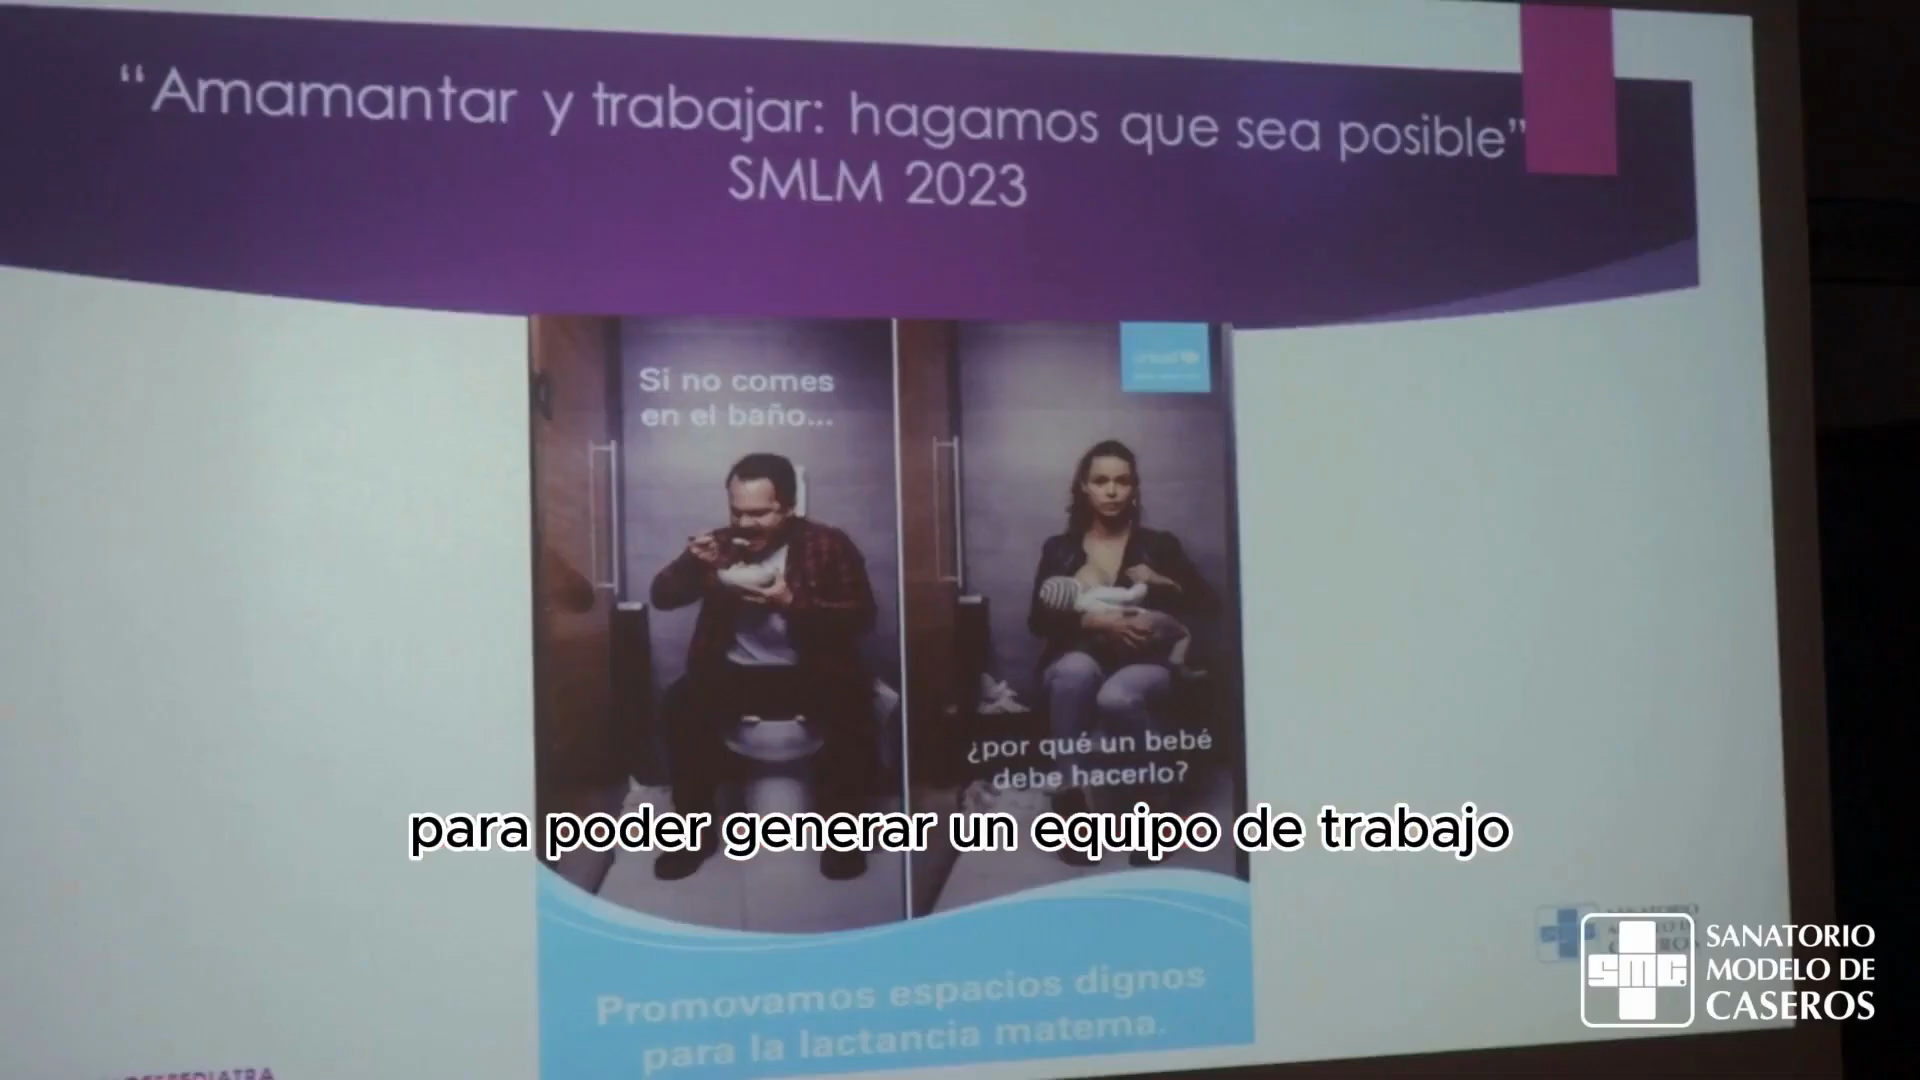 “Amamantar y trabajar: hagamos que sea posible”
SMLM 2023
Si no comes
en el baño...
unicef
¿por qué un bebé
debe hacerlo?
para poder generar un equipo de trabajo
Promovamos espacios dignos
para la lactancia materna.
SANATORIO
MODELO DE
CASEROS
SMC